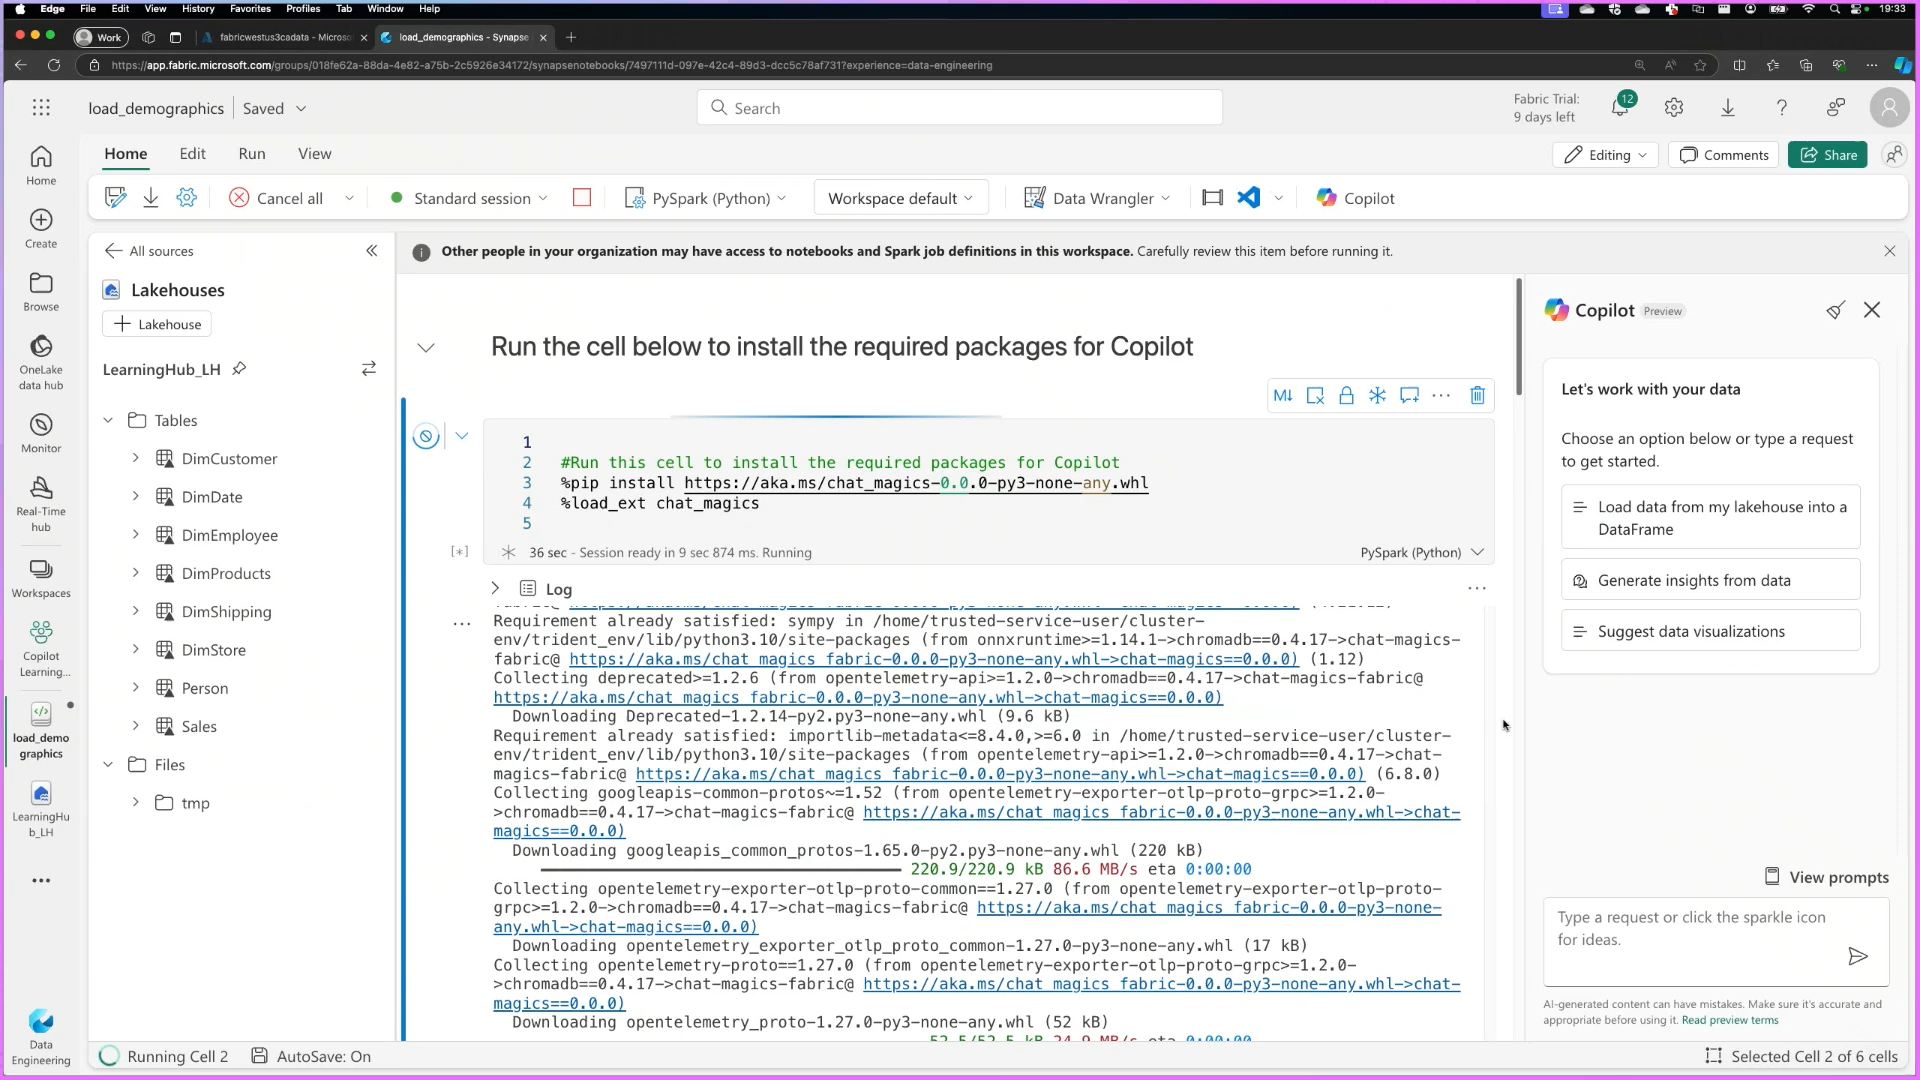 Edge File Edit View History Favorites Profiles Tab Window Help
19:33
Work
fabricwestus3cadata - Microso
load_demographics - Synapse
https://app.fabric.microsoft.com/groups/018fe62a-88da-4e82-a75b-2c5926e34172/synapsenotebooks/7497111d-097e-42c4-89d3-dcc5c78af731?experience=data-engineering
load_demographics
Saved
Search
Fabric Trial:
9 days left
12
Home Edit Run View
Editing
Comments
Share
Cancel all
Standard session
PySpark (Python)
Workspace default
Data Wrangler
Copilot
Home
Create
Browse
OneLake
data hub
Monitor
Real-Time
hub
Workspaces
Copilot
Learning...
load_demo
graphics
LearningHu
b_LH
Data
Engineering
All sources
Lakehouses
Lakehouse
LearningHub_LH
Tables
DimCustomer
DimDate
DimEmployee
DimProducts
DimShipping
DimStore
Person
Sales
Files
tmp
Other people in your organization may have access to notebooks and Spark job definitions in this workspace. Carefully review this item before running it.
Run the cell below to install the required packages for Copilot
M↓
1
2 #Run this cell to install the required packages for Copilot
3 %pip install https://aka.ms/chat_magics-0.0.0-py3-none-any.whl
4 %load_ext chat_magics
5
[*]
36 sec - Session ready in 9 sec 874 ms. Running
PySpark (Python)
Log
Requirement already satisfied: sympy in /home/trusted-service-user/cluster-
env/trident_env/lib/python3.10/site-packages (from onnxruntime>=1.14.1->chromadb==0.4.17->chat-magics-
fabric@ https://aka.ms/chat_magics_fabric-0.0.0-py3-none-any.whl->chat-magics==0.0.0) (1.12)
Collecting deprecated>=1.2.6 (from opentelemetry-api>=1.2.0->chromadb==0.4.17->chat-magics-fabric@
https://aka.ms/chat_magics_fabric-0.0.0-py3-none-any.whl->chat-magics==0.0.0)
Downloading Deprecated-1.2.14-py2.py3-none-any.whl (9.6 kB)
Requirement already satisfied: importlib-metadata<=8.4.0,>=6.0 in /home/trusted-service-user/cluster-
env/trident_env/lib/python3.10/site-packages (from opentelemetry-api>=1.2.0->chromadb==0.4.17->chat-
magics-fabric@ https://aka.ms/chat_magics_fabric-0.0.0-py3-none-any.whl->chat-magics==0.0.0) (6.8.0)
Collecting googleapis-common-protos~=1.52 (from opentelemetry-exporter-otlp-proto-grpc>=1.2.0-
>chromadb==0.4.17->chat-magics-fabric@ https://aka.ms/chat_magics_fabric-0.0.0-py3-none-any.whl->chat-
magics==0.0.0)
Downloading googleapis_common_protos-1.65.0-py2.py3-none-any.whl (220 kB)
220.9/220.9 kB 86.6 MB/s eta 0:00:00
Collecting opentelemetry-exporter-otlp-proto-common==1.27.0 (from opentelemetry-exporter-otlp-proto-
grpc>=1.2.0->chromadb==0.4.17->chat-magics-fabric@ https://aka.ms/chat_magics_fabric-0.0.0-py3-none-
any.whl->chat-magics==0.0.0)
Downloading opentelemetry_exporter_otlp_proto_common-1.27.0-py3-none-any.whl (17 kB)
Collecting opentelemetry-proto==1.27.0 (from opentelemetry-exporter-otlp-proto-grpc>=1.2.0-
>chromadb==0.4.17->chat-magics-fabric@ https://aka.ms/chat_magics_fabric-0.0.0-py3-none-any.whl->chat-
magics==0.0.0)
Downloading opentelemetry_proto-1.27.0-py3-none-any.whl (52 kB)
52.5/52.5 kB 24.9 MB/s eta 0:00:00
Copilot Preview
Let's work with your data
Choose an option below or type a request
to get started.
Load data from my lakehouse into a
DataFrame
Generate insights from data
Suggest data visualizations
View prompts
Type a request or click the sparkle icon
for ideas.
AI-generated content can have mistakes. Make sure it's accurate and
appropriate before using it. Read preview terms
Running Cell 2
AutoSave: On
Selected Cell 2 of 6 cells